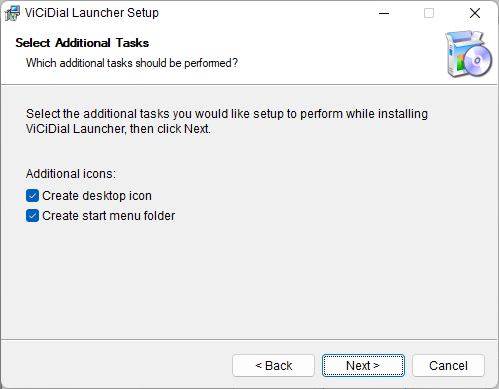 ViCiDial Launcher Setup
Select Additional Tasks
Which additional tasks should be performed?
Select the additional tasks you would like setup to perform while installing
ViCiDial Launcher, then click Next.
Additional icons:
Create desktop icon
Create start menu folder
< Back
Next >
Cancel